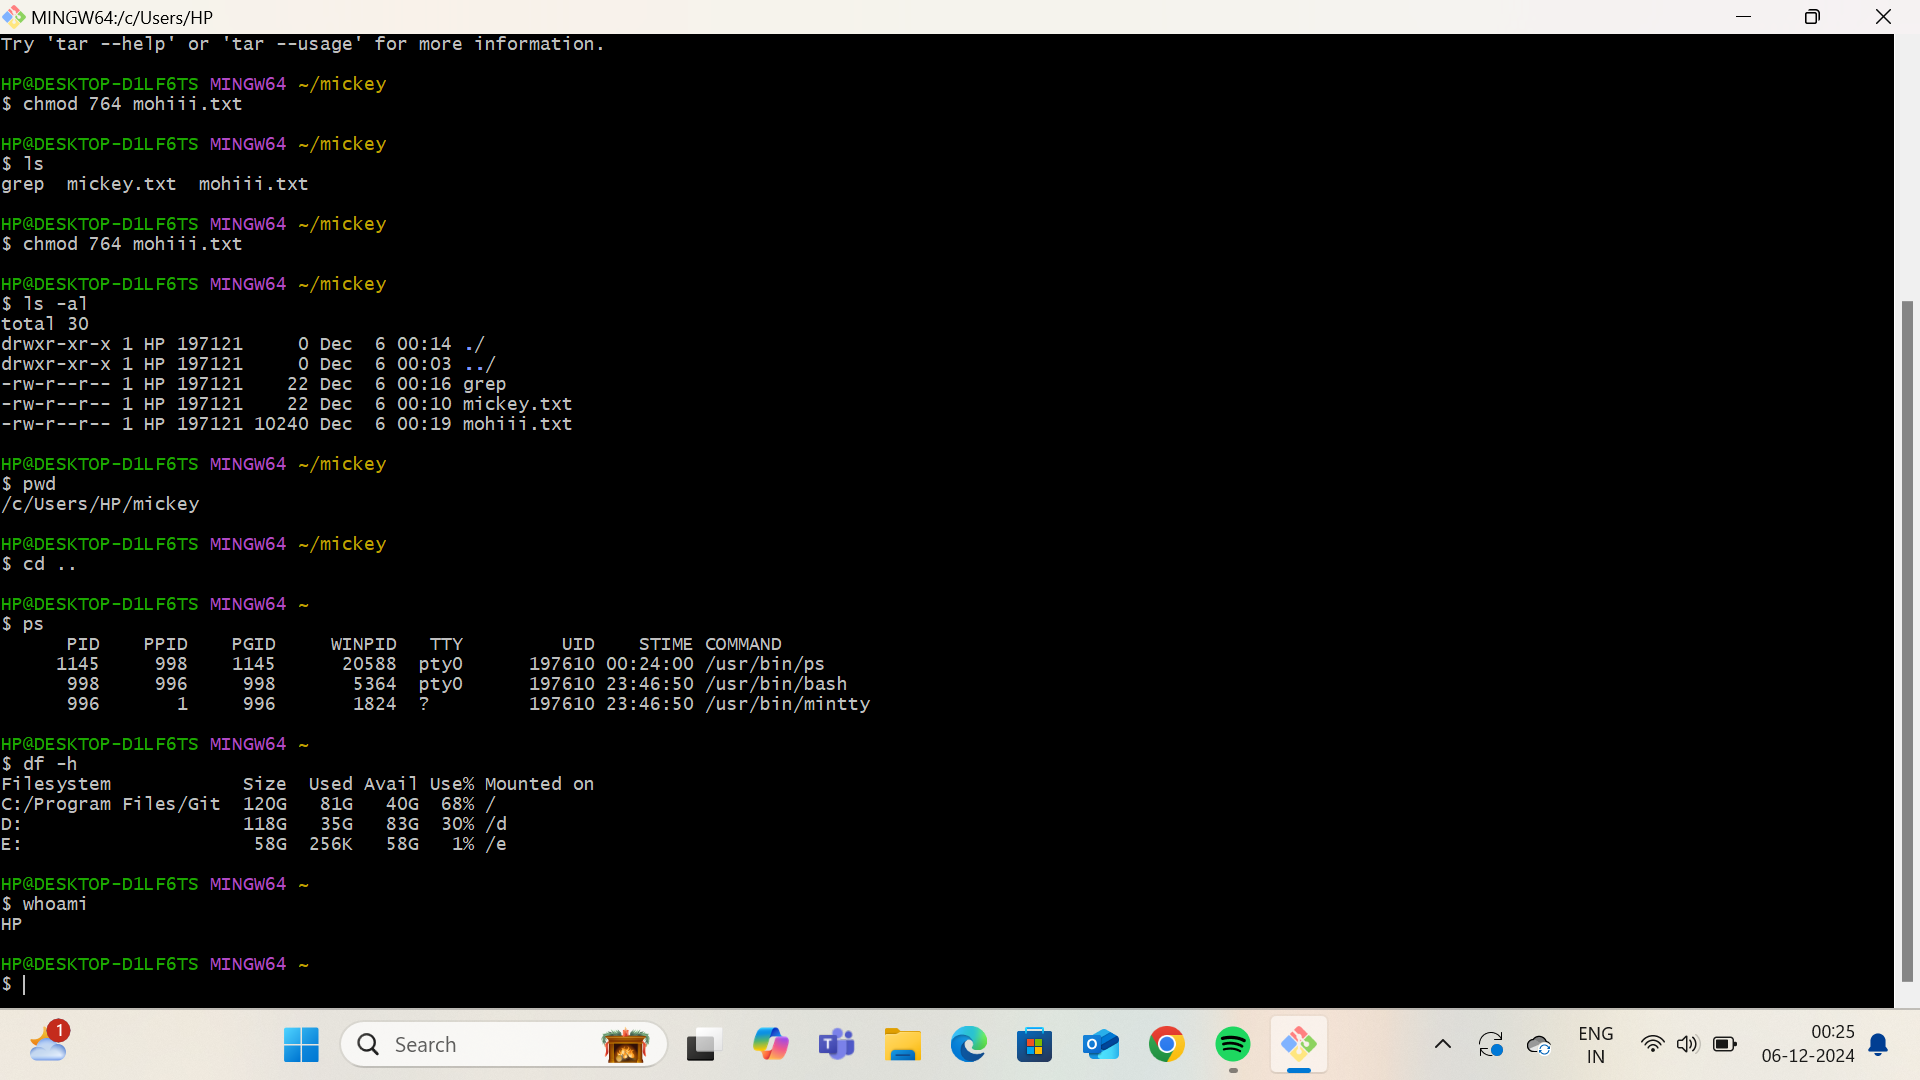 MINGW64:/c/Users/HP
Try 'tar --help' or 'tar --usage' for more information.
HP@DESKTOP-D1LF6TS MINGW64 ~/mickey
$ chmod 764 mohiii.txt
HP@DESKTOP-D1LF6TS MINGW64 ~/mickey
$ ls
grep  mickey.txt  mohiii.txt
HP@DESKTOP-D1LF6TS MINGW64 ~/mickey
$ chmod 764 mohiii.txt
HP@DESKTOP-D1LF6TS MINGW64 ~/mickey
$ ls -al
total 30
drwxr-xr-x 1 HP 197121     0 Dec  6 00:14 ./
drwxr-xr-x 1 HP 197121     0 Dec  6 00:03 ../
-rw-r--r-- 1 HP 197121    22 Dec  6 00:16 grep
-rw-r--r-- 1 HP 197121    22 Dec  6 00:10 mickey.txt
-rw-r--r-- 1 HP 197121 10240 Dec  6 00:19 mohiii.txt
HP@DESKTOP-D1LF6TS MINGW64 ~/mickey
$ pwd
/c/Users/HP/mickey
HP@DESKTOP-D1LF6TS MINGW64 ~/mickey
$ cd ..
HP@DESKTOP-D1LF6TS MINGW64 ~
$ ps
      PID    PPID    PGID     WINPID   TTY         UID    STIME COMMAND
     1145     998    1145      20588  pty0      197610 00:24:00 /usr/bin/ps
      998     996     998       5364  pty0      197610 23:46:50 /usr/bin/bash
      996       1     996       1824  ?         197610 23:46:50 /usr/bin/mintty
HP@DESKTOP-D1LF6TS MINGW64 ~
$ df -h
Filesystem            Size  Used Avail Use% Mounted on
C:/Program Files/Git  120G   81G   40G  68% /
D:                    118G   35G   83G  30% /d
E:                     58G  256K   58G   1% /e
HP@DESKTOP-D1LF6TS MINGW64 ~
$ whoami
HP
HP@DESKTOP-D1LF6TS MINGW64 ~
$
1
Search
ENG
IN
00:25
06-12-2024